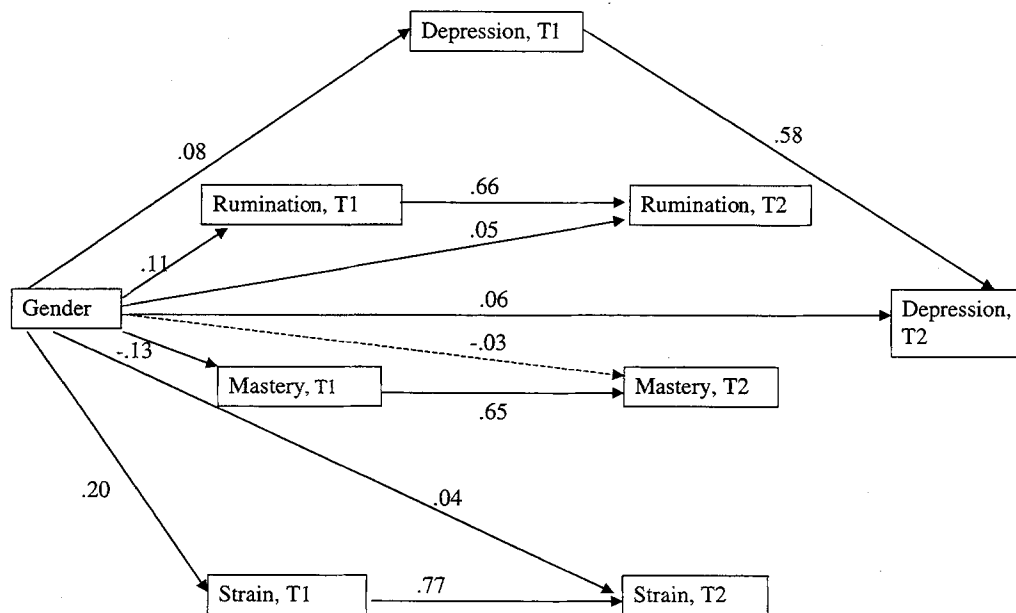 Depression, T1
.58
.08
.66
Rumination, T1
Rumination, T2
.05
.11
.06
Gender
Depression,
T2
-.03
-.13
Mastery, T1
Mastery, T2
.65
.20
.04
.77
Strain, T1
Strain, T2